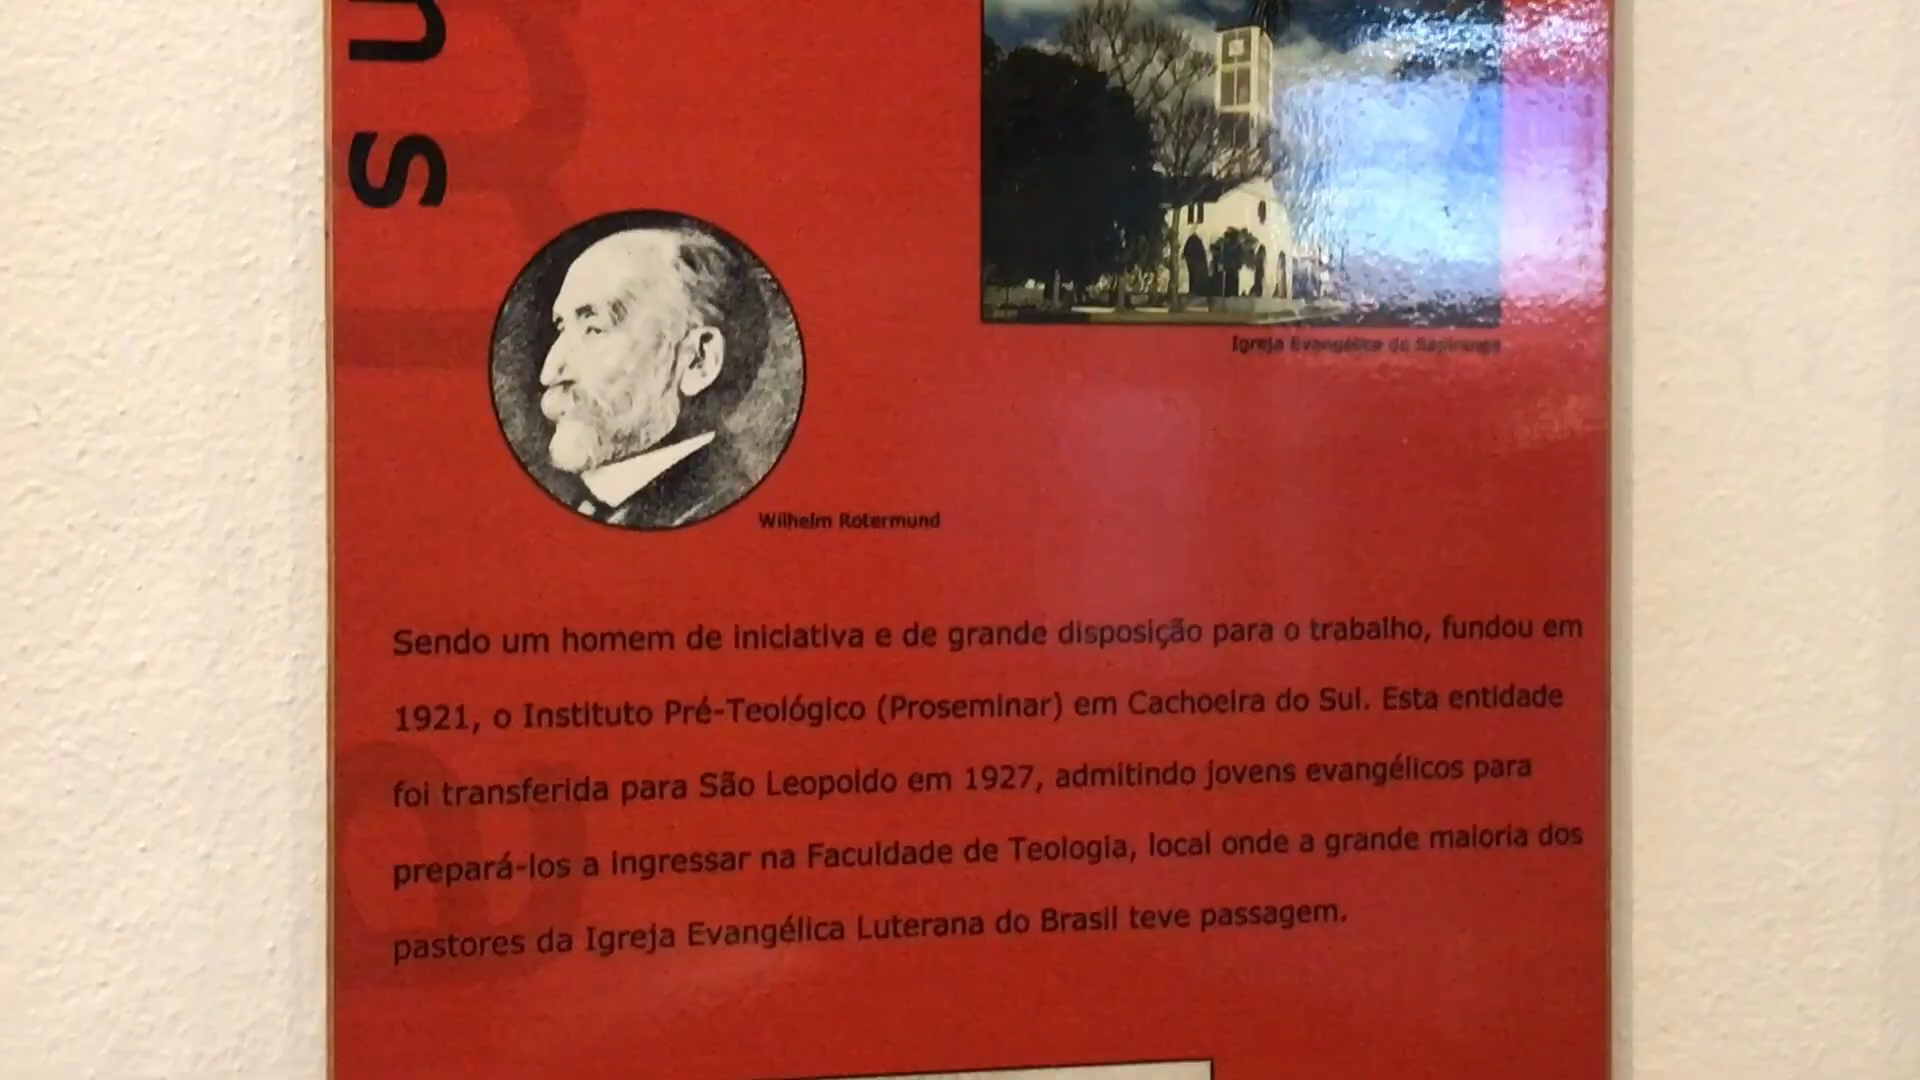 us
Igreja Evangélica de Sapiranga
Wilhelm Rotermund
Sendo um homem de iniciativa e de grande disposição para o trabalho, fundou em
1921, o Instituto Pré-Teológico (Proseminar) em Cachoeira do Sul. Esta entidade
foi transferida para São Leopoldo em 1927, admitindo jovens evangélicos para
prepará-los a ingressar na Faculdade de Teologia, local onde a grande maioria dos
pastores da Igreja Evangélica Luterana do Brasil teve passagem.